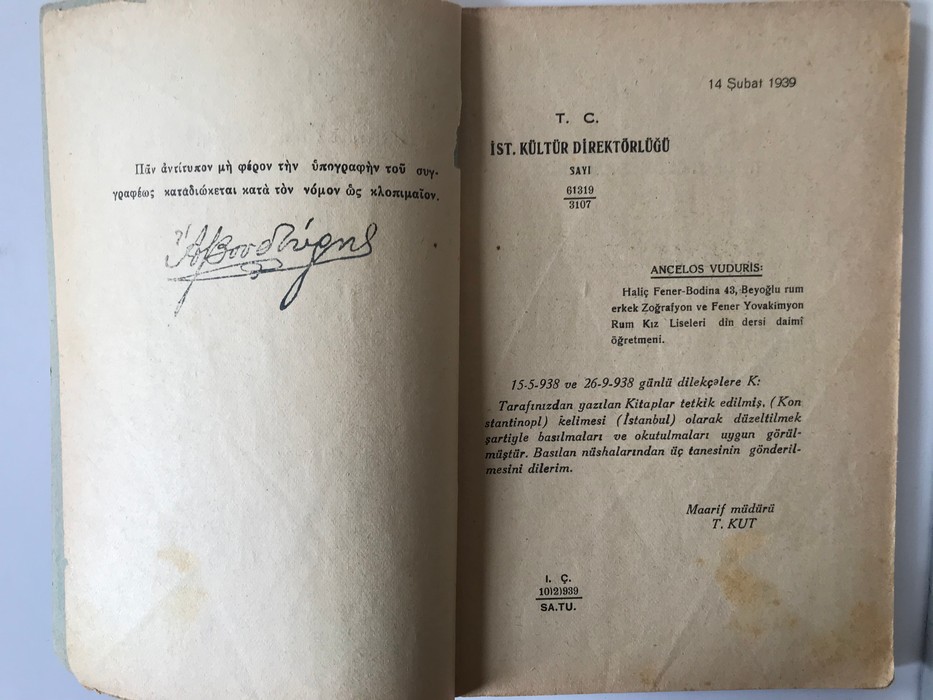 Πᾶν ἀντίτυπον μὴ φέρον τὴν ὑπογραφὴν τοῦ συγ-
γραφέως καταδιώκεται κατὰ τὸν νόμον ὡς κλοπιμαῖον.
14 Şubat 1939
T. C.
İST. KÜLTÜR DİREKTÖRLÜĞÜ
SAYI
61319
3107
ANCELOS VUDURİS:
Haliç Fener-Bodina 43, Beyoğlu rum
erkek Zoğrafyon ve Fener Yovakimyon
Rum Kız Liseleri din dersi daimî
öğretmeni.
15-5-938 ve 26-9-938 günlü dilekçelere K:
Tarafınızdan yazılan Kitaplar tetkik edilmiş, (Kon
stantinopl) kelimesi (İstanbul) olarak düzeltilmek
şartiyle basılmaları ve okutulmaları uygun görül-
müştür. Basılan nüshalarından üç tanesinin gönderil-
mesini dilerim.
Maarif müdürü
T. KUT
I. Ç.
10)2)939
SA.TU.